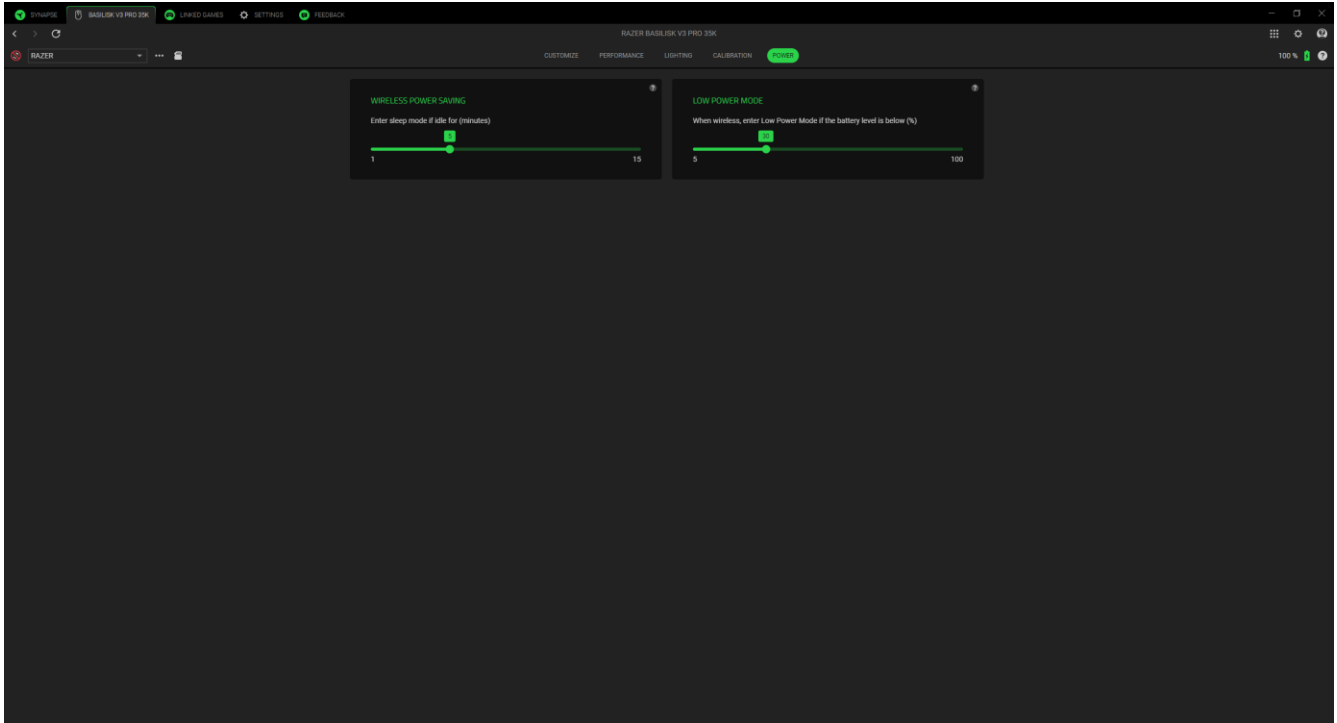 SYNAPSE BASILISK V3 PRO 35K LINKED GAMES SETTINGS FEEDBACK
RAZER BASILISK V3 PRO 35K
RAZER CUSTOMIZE PERFORMANCE LIGHTING CALIBRATION POWER 100 %
WIRELESS POWER SAVING
Enter sleep mode if idle for (minutes)
5
1 15
LOW POWER MODE
When wireless, enter Low Power Mode if the battery level is below (%)
30
5 100